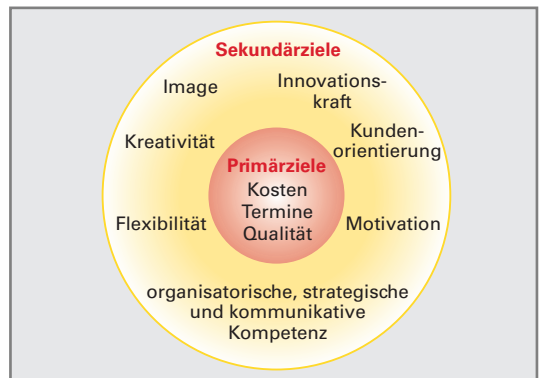 Sekundärziele
Image
Innovations-
kraft
Kreativität
Kunden-
orientierung
Primärziele
Kosten
Termine
Qualität
Flexibilität
Motivation
organisatorische, strategische
und kommunikative
Kompetenz